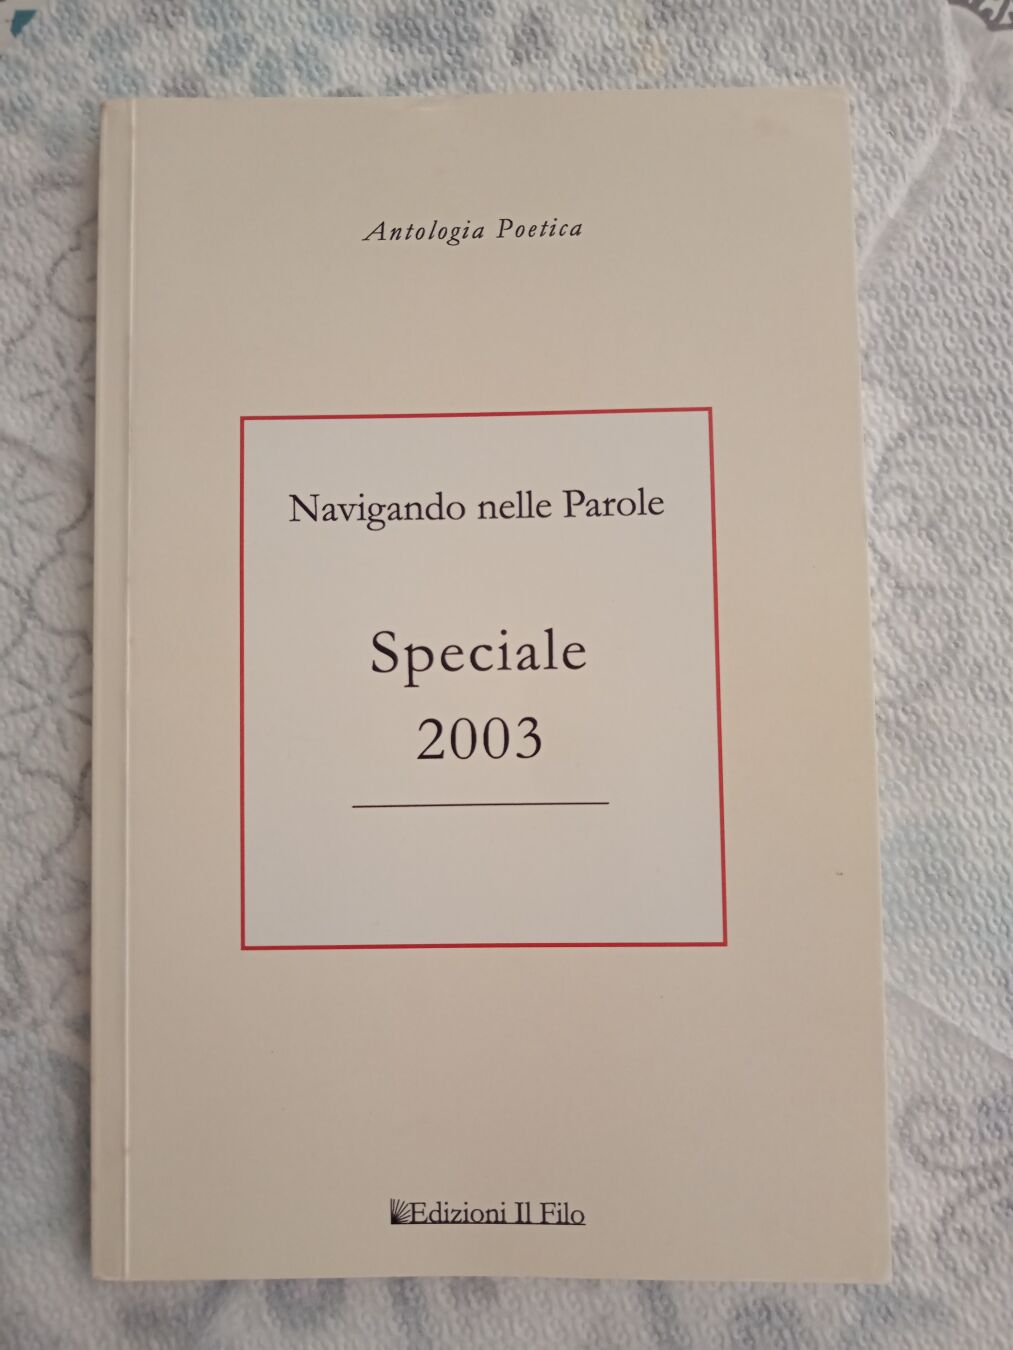 Antologia Poetica
Navigando nelle Parole
Speciale
2003
Edizioni Il Filo